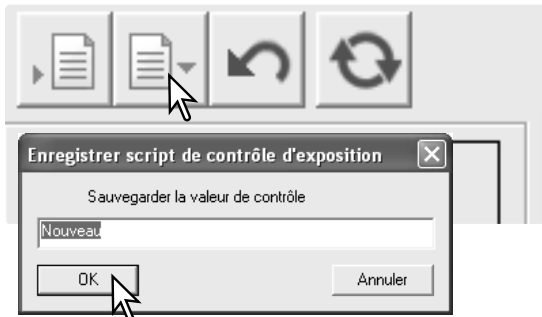 Enregistrer script de contrôle d'exposition
Sauvegarder la valeur de contrôle
Nouveau
OK
Annuler